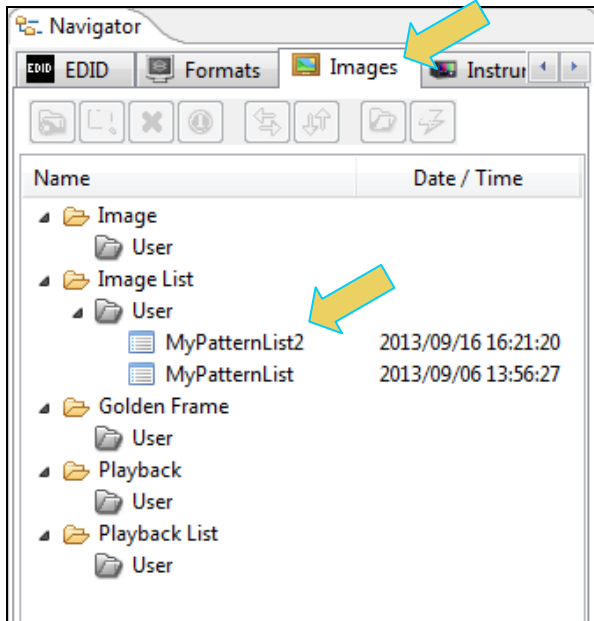 Navigator
EDID EDID Formats Images Instrur
Name Date / Time
Image
User
Image List
User
MyPatternList2 2013/09/16 16:21:20
MyPatternList 2013/09/06 13:56:27
Golden Frame
User
Playback
User
Playback List
User